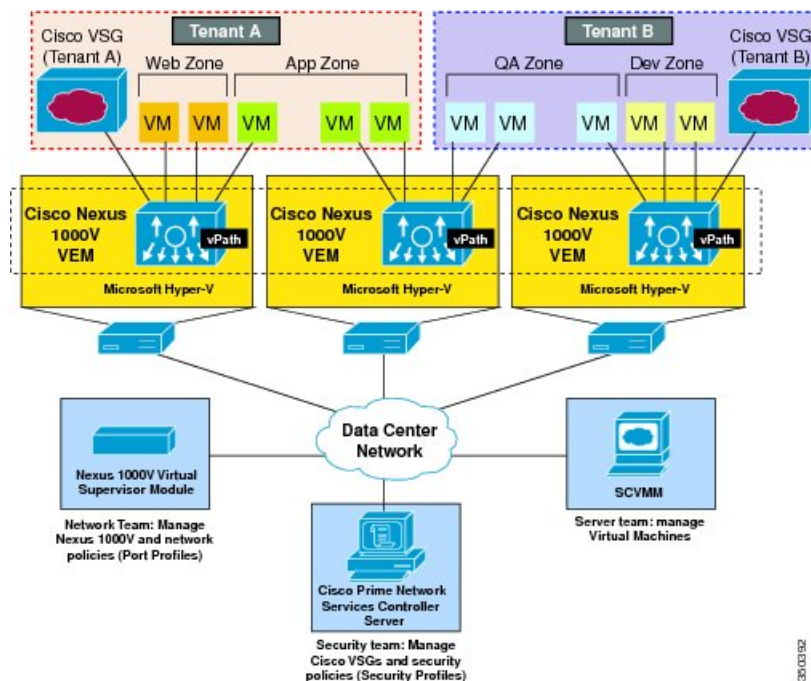 Cisco VSG
(Tenant A)
Tenant A
Web Zone
App Zone
VM
VM
VM
VM
VM
Tenant B
Cisco VSG
(Tenant B)
QA Zone
Dev Zone
VM
VM
VM
VM
VM
Cisco Nexus
1000V
VEM
vPath
Microsoft Hyper-V
Cisco Nexus
1000V
VEM
vPath
Microsoft Hyper-V
Cisco Nexus
1000V
VEM
vPath
Microsoft Hyper-V
Data Center
Network
Nexus 1000V Virtual
Supervisor Module
Network Team: Manage
Nexus 1000V and network
policies (Port Profiles)
SCVMM
Server team: manage
Virtual Machines
Cisco Prime Network
Services Controller
Server
Security team: Manage
Cisco VSGs and security
policies (Security Profiles)
350392